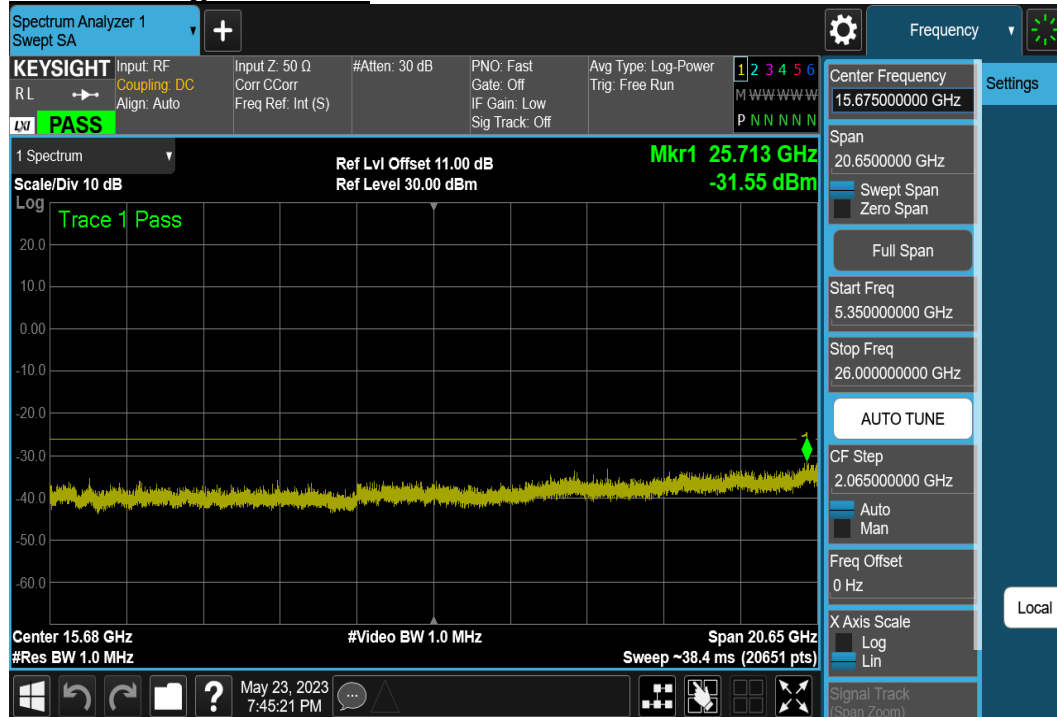 Spectrum Analyzer 1
Swept SA
+
Frequency
KEYSIGHT
RL
LXI PASS
Input: RF
Coupling: DC
Align: Auto
Input Z: 50 Ω
Corr CCorr
Freq Ref: Int (S)
#Atten: 30 dB
PNO: Fast
Gate: Off
IF Gain: Low
Sig Track: Off
Avg Type: Log-Power
Trig: Free Run
1 2 3 4 5 6
M W W W W W
P N N N N N
1 Spectrum
Scale/Div 10 dB
Ref Lvl Offset 11.00 dB
Ref Level 30.00 dBm
Mkr1 25.713 GHz
-31.55 dBm
Log
Trace 1 Pass
20.0
10.0
0.00
-10.0
-20.0
-30.0
-40.0
-50.0
-60.0
1
Center 15.68 GHz
#Res BW 1.0 MHz
#Video BW 1.0 MHz
Span 20.65 GHz
Sweep ~38.4 ms (20651 pts)
?
May 23, 2023
7:45:21 PM
Center Frequency
15.675000000 GHz
Span
20.6500000 GHz
Swept Span
Zero Span
Full Span
Start Freq
5.350000000 GHz
Stop Freq
26.000000000 GHz
AUTO TUNE
CF Step
2.065000000 GHz
Auto
Man
Freq Offset
0 Hz
X Axis Scale
Log
Lin
Signal Track
(Span Zoom)
Settings
Local